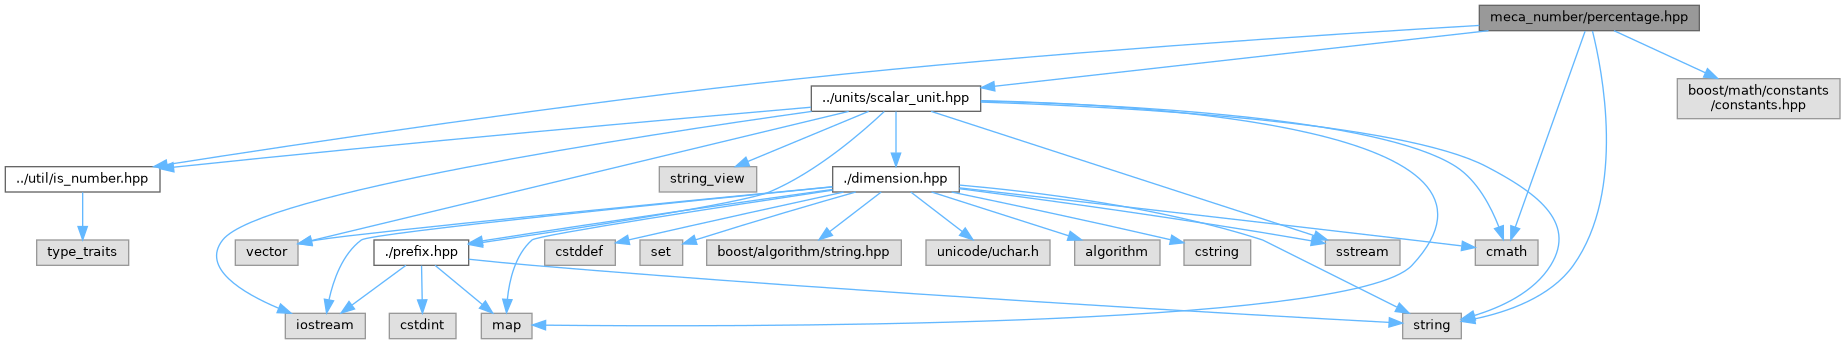 meca_number/percentage.hpp
../units/scalar_unit.hpp
boost/math/constants
/constants.hpp
../util/is_number.hpp
string_view
./dimension.hpp
type_traits
vector
./prefix.hpp
cstddef
set
boost/algorithm/string.hpp
unicode/uchar.h
algorithm
cstring
sstream
cmath
iostream
cstdint
map
string